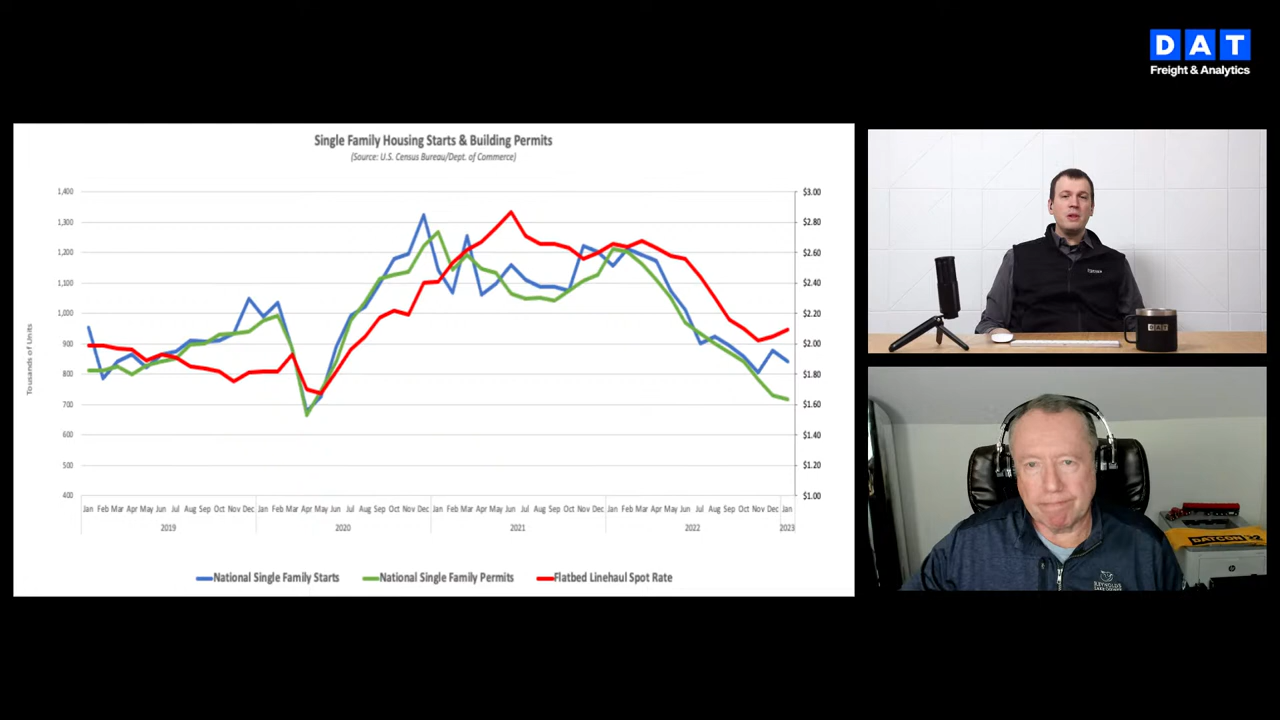 DAT
Freight & Analytics
Single Family Housing Starts & Building Permits
(Source: U.S. Census Bureau/Dept. of Commerce)
1,400
1,300
1,200
1,100
1,000
900
800
700
600
500
400
Tousands of Units
$3.00
$2.80
$2.60
$2.40
$2.20
$2.00
$1.80
$1.60
$1.40
$1.20
$1.00
Jan Feb Mar Apr May Jun Jul Aug Sep Oct Nov Dec Jan Feb Mar Apr May Jun Jul Aug Sep Oct Nov Dec Jan Feb Mar Apr May Jun Jul Aug Sep Oct Nov Dec Jan Feb Mar Apr May Jun Jul Aug Sep Oct Nov Dec Jan
2019 2020 2021 2022 2023
National Single Family Starts National Single Family Permits Flatbed Linehaul Spot Rate
DAT
DATCON 22
REYNOLDS
hp